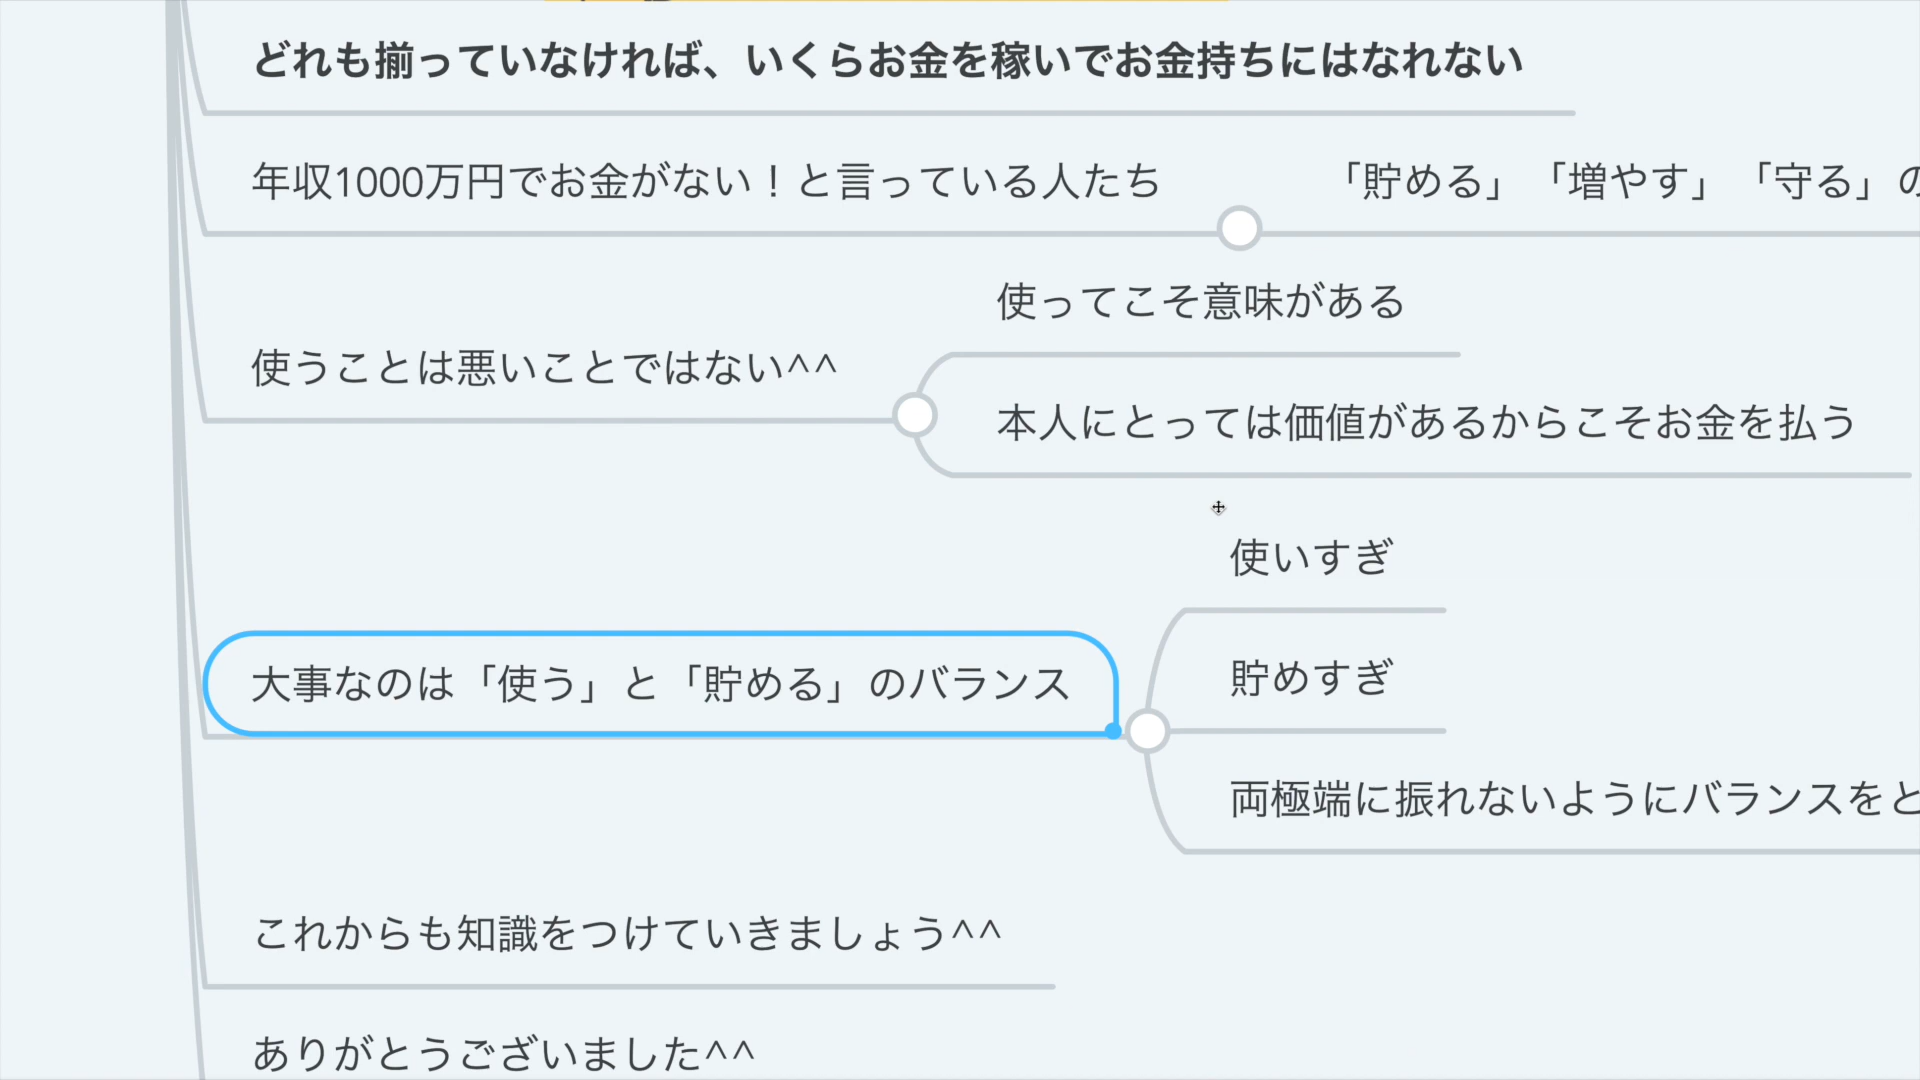 どれも揃っていなければ、いくらお金を稼いでお金持ちにはなれない
年収1000万円でお金がない！と言っている人たち
「貯める」「増やす」「守る」の
使うことは悪いことではない^^
使ってこそ意味がある
本人にとっては価値があるからこそお金を払う
大事なのは「使う」と「貯める」のバランス
使いすぎ
貯めすぎ
両極端に振れないようにバランスをと
これからも知識をつけていきましょう^^
ありがとうございました^^